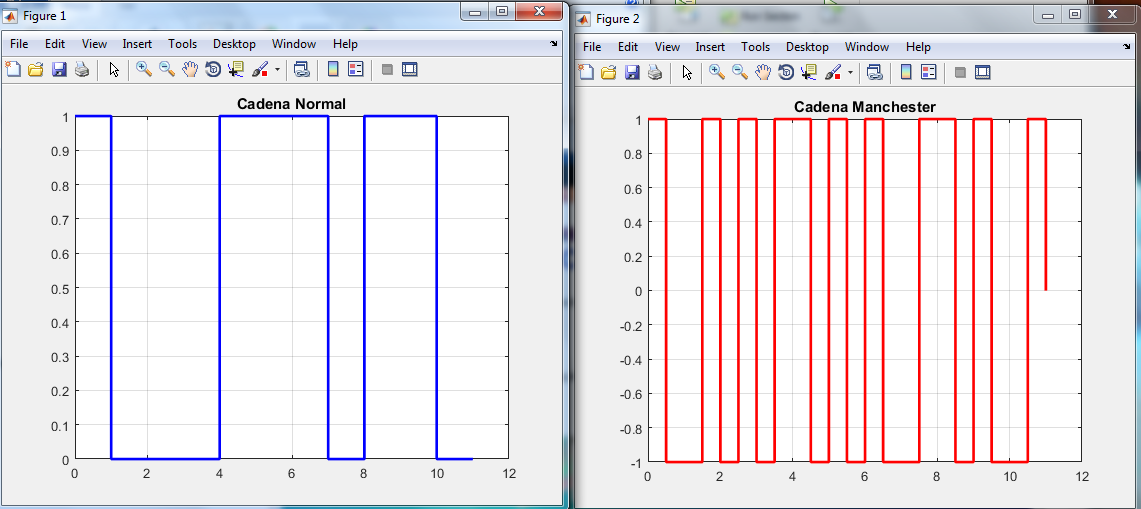 Figure 1
File Edit View Insert Tools Desktop Window Help
Cadena Normal
1
0.9
0.8
0.7
0.6
0.5
0.4
0.3
0.2
0.1
0
0 2 4 6 8 10 12
Figure 2
File Edit View Insert Tools Desktop Window Help
Cadena Manchester
1
0.8
0.6
0.4
0.2
0
-0.2
-0.4
-0.6
-0.8
-1
0 2 4 6 8 10 12